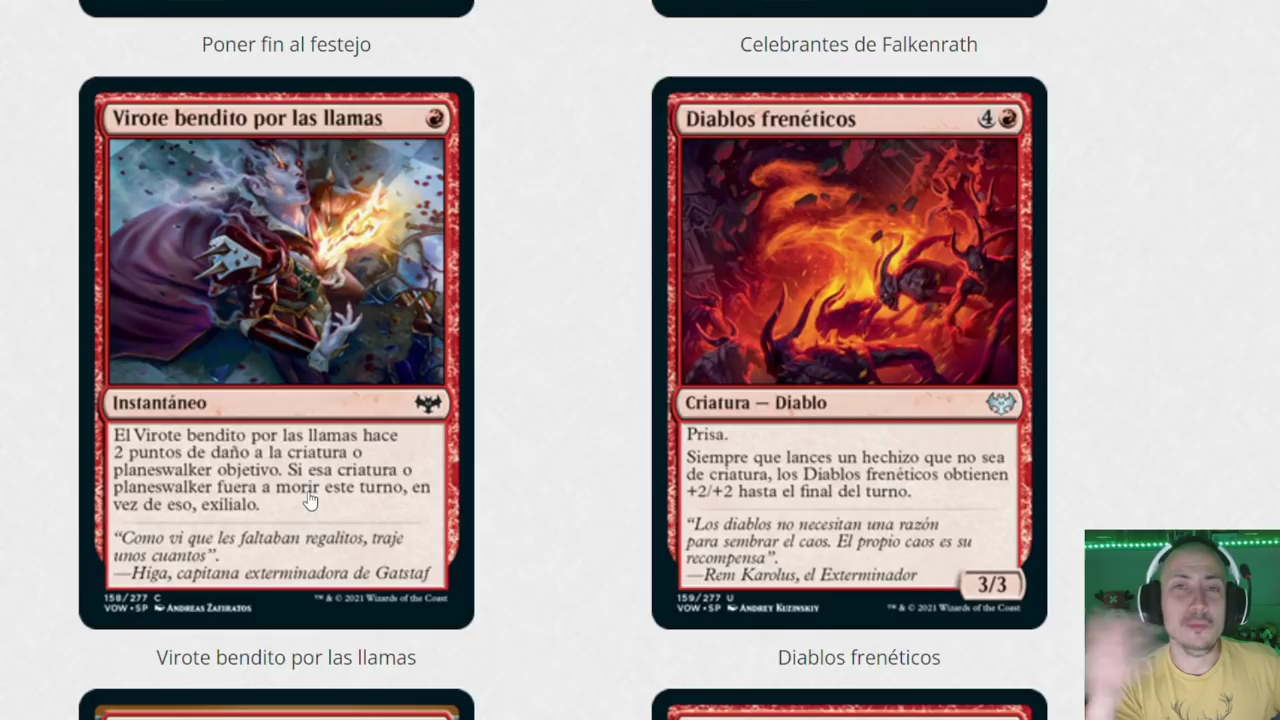 Poner fin al festejo
Celebrantes de Falkenrath
Virote bendito por las llamas
Instantáneo
El Virote bendito por las llamas hace
2 puntos de daño a la criatura o
planeswalker objetivo. Si esa criatura o
planeswalker fuera a morir este turno, en
vez de eso, exílialo.
“Como vi que les faltaban regalitos, traje
unos cuantos”.
—Higa, capitana exterminadora de Gatstaf
158/277 C
VOW • SP ANDREAS ZAFIRATOS
™ & © 2021 Wizards of the Coast
Virote bendito por las llamas
Diablos frenéticos 4
Criatura — Diablo
Prisa.
Siempre que lances un hechizo que no sea
de criatura, los Diablos frenéticos obtienen
+2/+2 hasta el final del turno.
“Los diablos no necesitan una razón
para sembrar el caos. El propio caos es su
recompensa”.
—Rem Karolus, el Exterminador
3/3
159/277 U
VOW • SP ANDREY KUZINSKIY
™ & © 2021 Wizards of the Coast
Diablos frenéticos